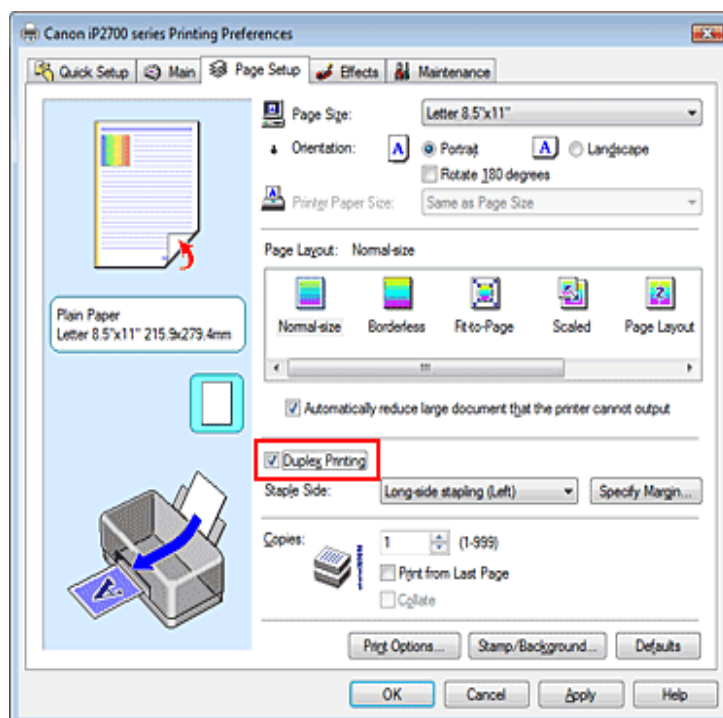 Canon iP2700 series Printing Preferences
Quick Setup Main Page Setup Effects Maintenance
Page Size: Letter 8.5"x11"
Orientation: A Portrait A Landscape
Rotate 180 degrees
Printer Paper Size: Same as Page Size
Page Layout: Normal-size
Normal-size Borderless Fit-to-Page Scaled Page Layout
Plain Paper
Letter 8.5"x11" 215.9x279.4mm
Automatically reduce large document that the printer cannot output
Duplex Printing
Staple Side: Long-side stapling (Left) Specify Margin...
Copies: 1 (1-999)
Print from Last Page
Collate
Print Options... Stamp/Background... Defaults
OK Cancel Apply Help